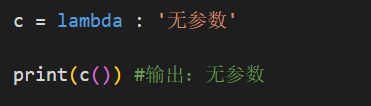 c = lambda : '无参数'
print(c()) #输出：无参数